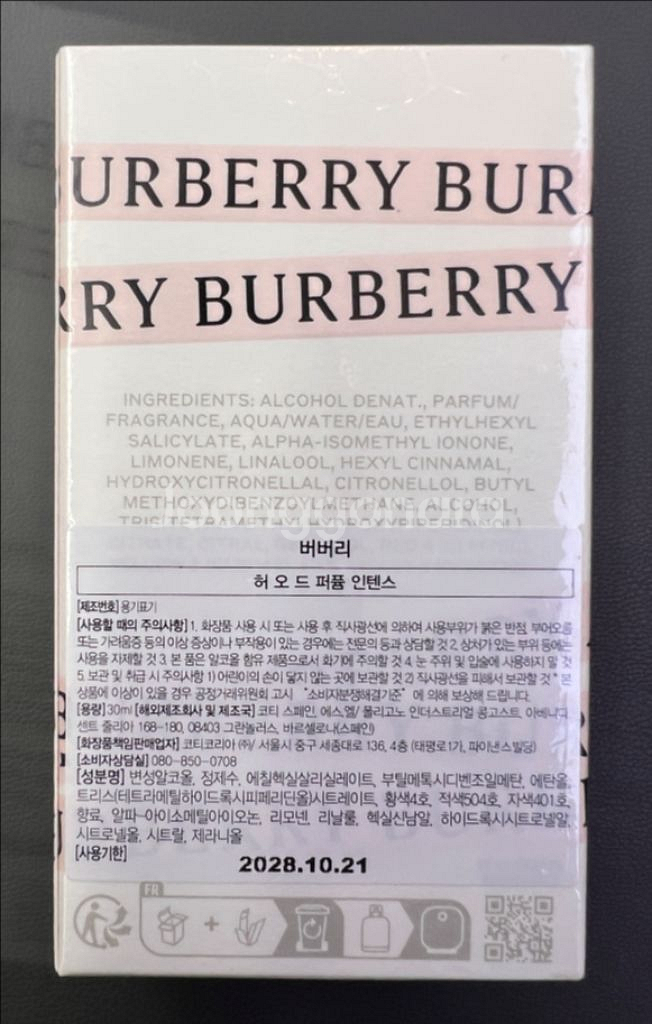 URBERRY BUR
RRY BURBERRY
INGREDIENTS: ALCOHOL DENAT., PARFUM/
FRAGRANCE, AQUA/WATER/EAU, ETHYLHEXYL
SALICYLATE, ALPHA-ISOMETHYL IONONE,
LIMONENE, LINALOOL, HEXYL CINNAMAL,
HYDROXYCITRONELLAL, CITRONELLOL, BUTYL
METHOXYDIBENZOYLMETHANE, ALCOHOL,
TRIS(TETRAMETHYLHYDROXYPIPERIDINOL)
버버리
허 오 드 퍼퓸 인텐스
[제조번호] 용기표기
[사용할 때의 주의사항] 1. 화장품 사용 시 또는 사용 후 직사광선에 의하여 사용부위가 붉은 반점, 부어오름
또는 가려움증 등의 이상 증상이나 부작용이 있는 경우에는 전문의 등과 상담할 것 2. 상처가 있는 부위 등에는
사용을 자제할 것 3. 본 품은 알코올 함유 제품으로서 화기에 주의할 것 4. 눈 주위 및 입술에 사용하지 말 것
5. 보관 및 취급 시 주의사항 1) 어린이의 손이 닿지 않는 곳에 보관할 것 2) 직사광선을 피해서 보관할 것 * 본
상품에 이상이 있을 경우 공정거래위원회 고시 "소비자분쟁해결기준" 에 의해 보상해 드립니다.
[용량] 30ml [해외제조회사 및 제조국] 코티 스페인, 에스.엘/ 폴리고노 인더스트리얼 콩고스트, 아베니다
센트 줄리아 168-180, 08403 그란놀러스, 바르셀로나(스페인)
[화장품책임판매업자] 코티코리아 (주)/ 서울시 중구 세종대로 136, 4층 (태평로1가, 파이낸스빌딩)
[소비자상담실] 080-850-0708
[성분명] 변성알코올, 정제수, 에칠헥실살리실레이트, 부틸메톡시디벤조일메탄, 에탄올,
트리스(테트라메틸하이드록시피페리딘올)시트레이트, 황색4호, 적색504호, 자색401호,
향료, 알파-아이소메틸아이오논, 리모넨, 리날룰, 헥실신남알, 하이드록시시트로넬알,
시트로넬올, 시트랄, 제라니올
[사용기한]
2028.10.21
FR